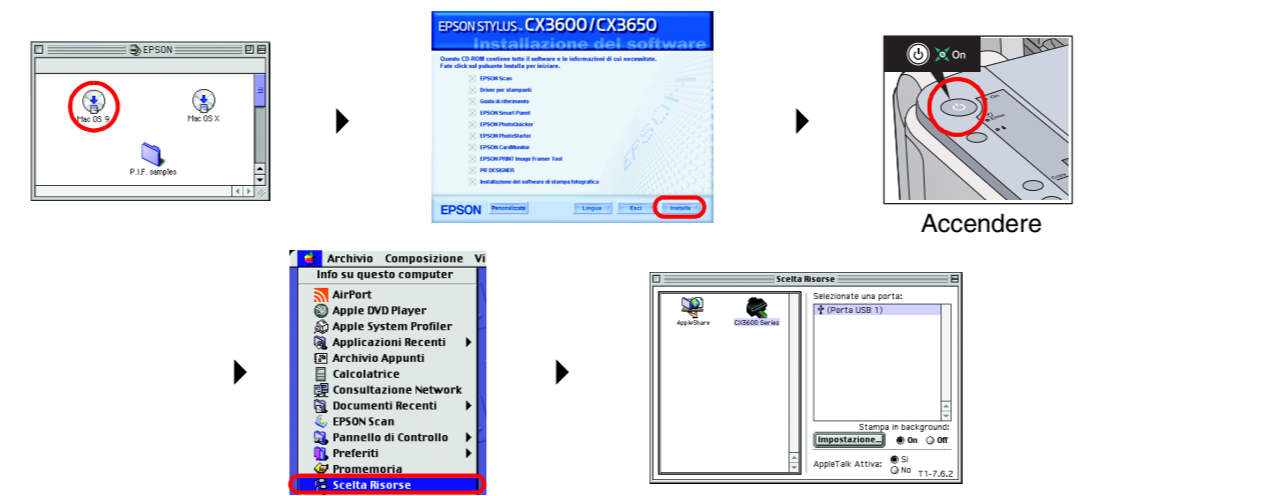 EPSON
Mac OS 9
Mac OS X
P.I.F. samples
EPSON STYLUS™ CX3600/CX3650
Installazione del software
Questo CD-ROM contiene tutto il software e le informazioni di cui necessitate.
Fate click sul pulsante Installa per iniziare.
EPSON Scan
Driver per stampanti
Guida di riferimento
EPSON Smart Panel
EPSON PhotoQuicker
EPSON PhotoStarter
EPSON CardMonitor
EPSON PRINT Image Framer Tool
PIF DESIGNER
Installazione del software di stampa fotografica
EPSON
Personalizzata
Lingua
Esci
Installa
On
On
Accendere
Archivio Composizione Vi
Info su questo computer
AirPort
Apple DVD Player
Apple System Profiler
Applicazioni Recenti
Archivio Appunti
Calcolatrice
Consultazione Network
Documenti Recenti
EPSON Scan
Pannello di Controllo
Preferiti
Promemoria
Scelta Risorse
Scelta Risorse
AppleShare
CX3600 Series
Selezionate una porta:
(Porta USB 1)
Stampa in background:
Impostazione...
On Off
AppleTalk Attiva:
Si
No
T1-7.6.2